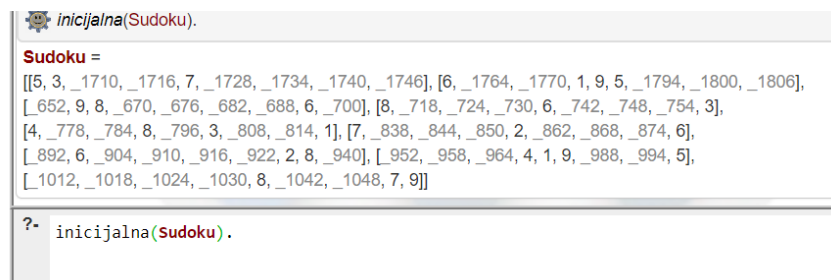 inicijalna(Sudoku).
Sudoku =
[[5, 3, _1710, _1716, 7, _1728, _1734, _1740, _1746], [6, _1764, _1770, 1, 9, 5, _1794, _1800, _1806],
[_652, 9, 8, _670, _676, _682, _688, 6, _700], [8, _718, _724, _730, 6, _742, _748, _754, 3],
[4, _778, _784, 8, _796, 3, _808, _814, 1], [7, _838, _844, _850, 2, _862, _868, _874, 6],
[_892, 6, _904, _910, _916, _922, 2, 8, _940], [_952, _958, _964, 4, 1, 9, _988, _994, 5],
[_1012, _1018, _1024, _1030, 8, _1042, _1048, 7, 9]]
?- inicijalna(Sudoku).